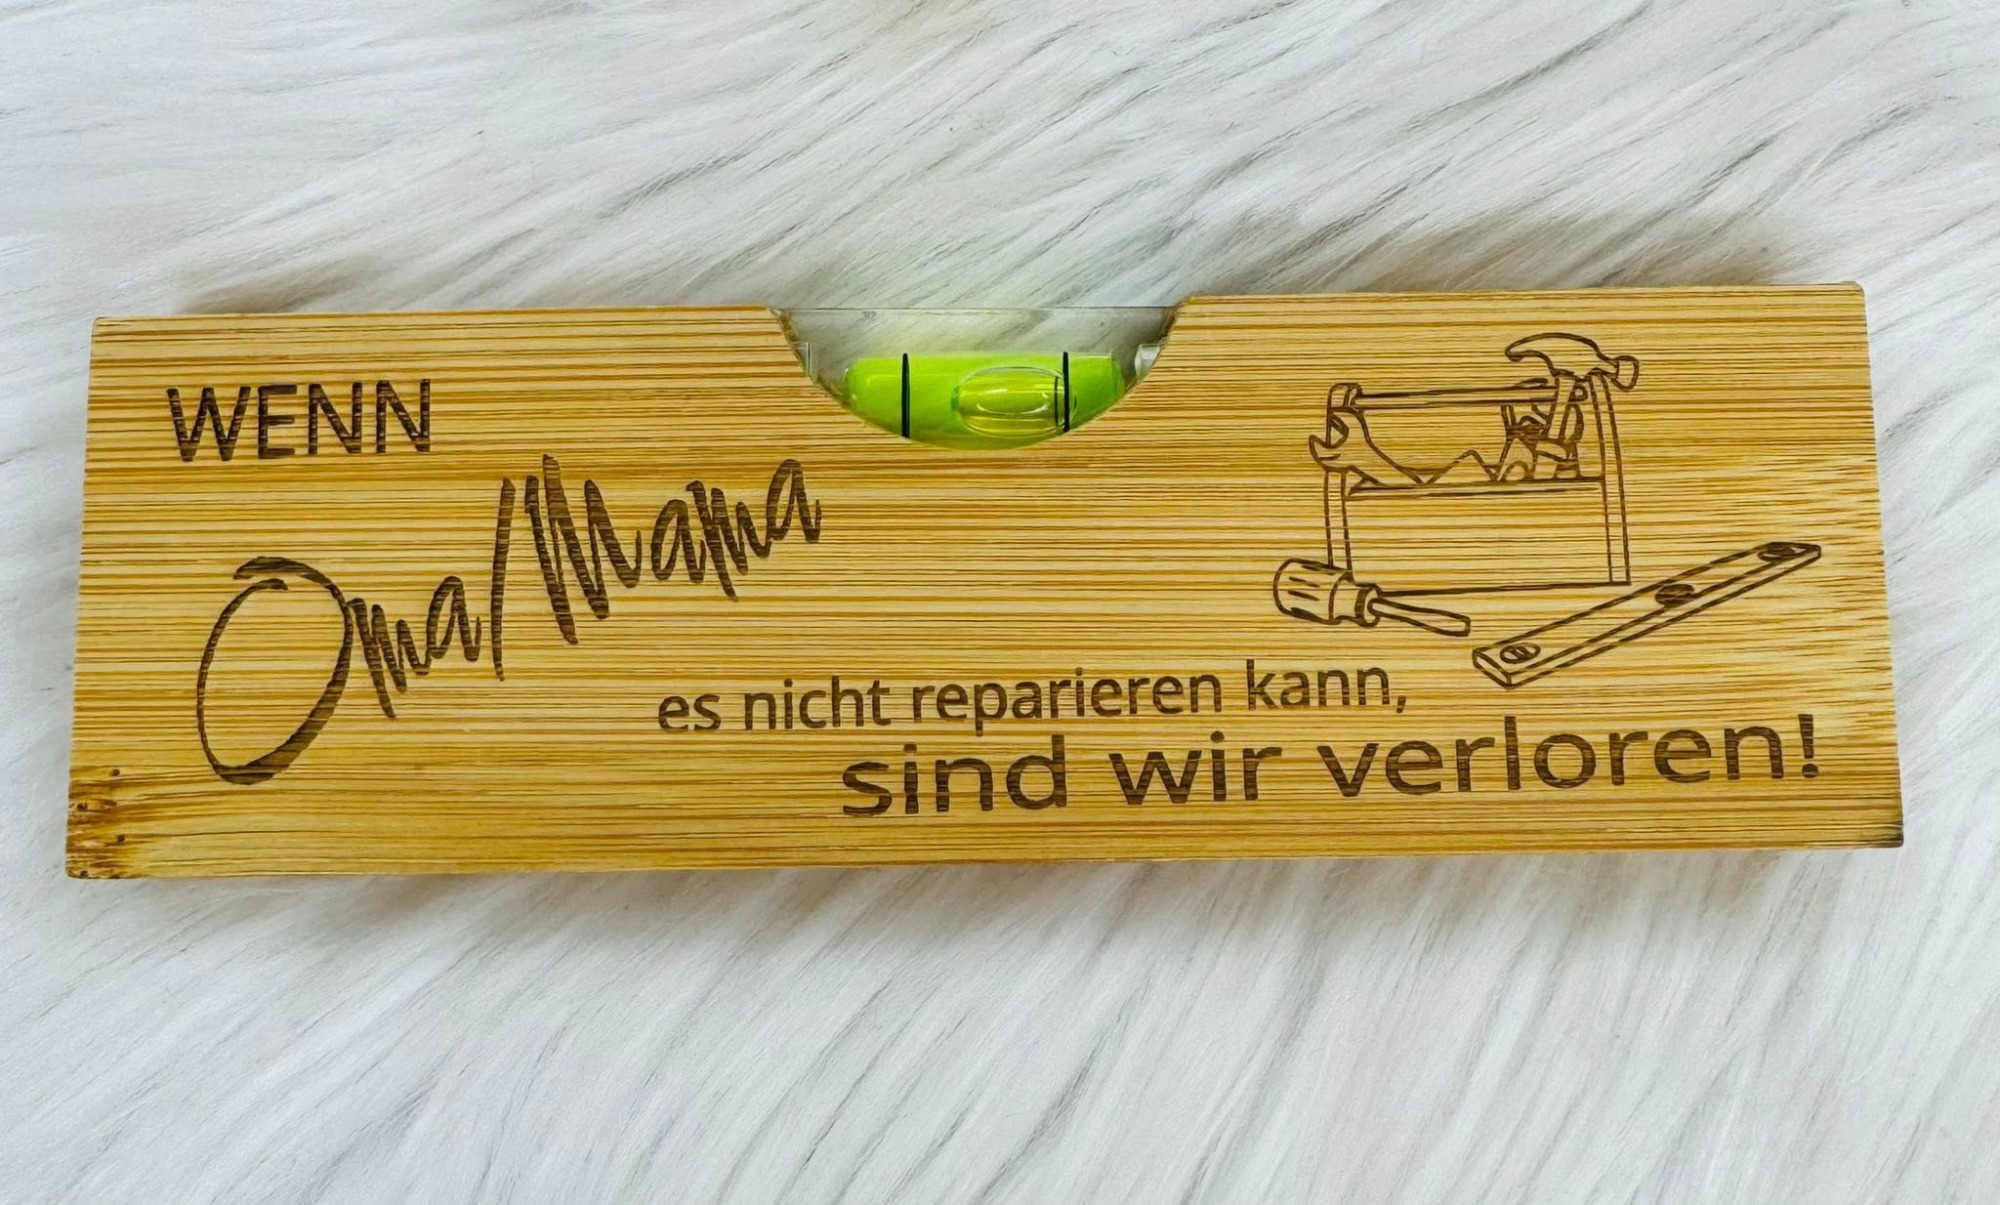 WENN
Oma/Mama
es nicht reparieren kann,
sind wir verloren!